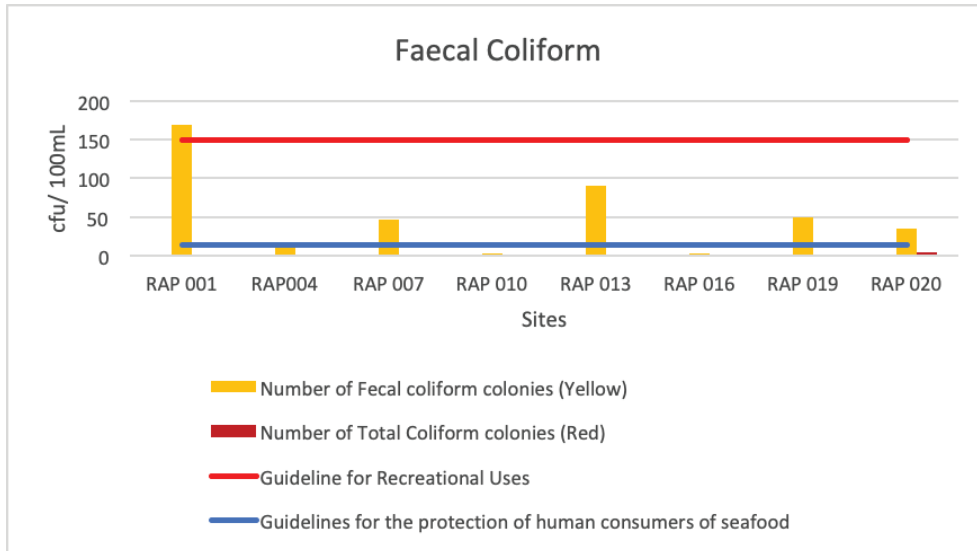 Faecal Coliform
200
150
100
50
0
cfu/ 100mL
RAP 001 RAP004 RAP 007 RAP 010 RAP 013 RAP 016 RAP 019 RAP 020
Sites
Number of Fecal coliform colonies (Yellow)
Number of Total Coliform colonies (Red)
Guideline for Recreational Uses
Guidelines for the protection of human consumers of seafood